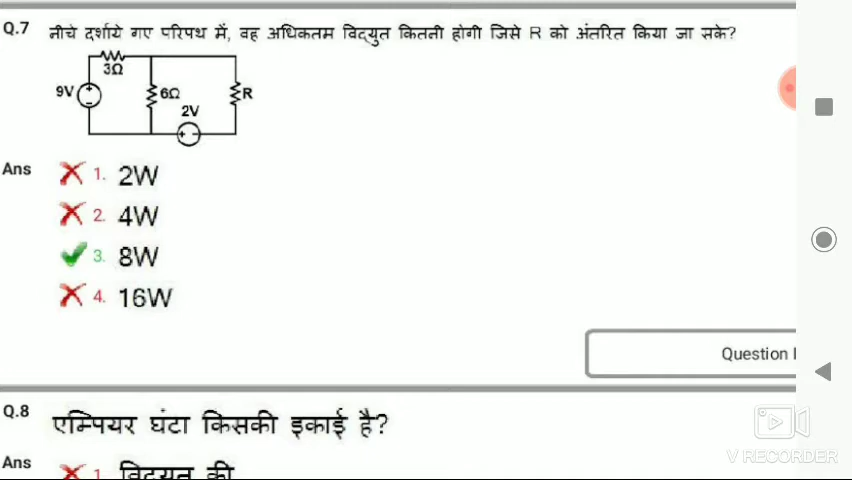 Q.7 नीचे दर्शाये गए परिपथ में, वह अधिकतम विद्युत कितनी होगी जिसे R को अंतरित किया जा सके?
3Ω
9V
6Ω
R
2V
Ans
1. 2W
2. 4W
3. 8W
4. 16W
Question I
Q.8 एम्पियर घंटा किसकी इकाई है?
Ans 1. विद्युत की
V RECORDER